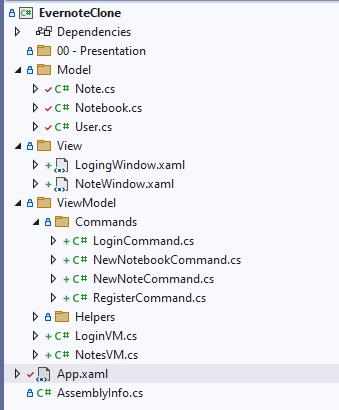 C# EvernoteClone
Dependencies
00 - Presentation
Model
C# Note.cs
C# Notebook.cs
C# User.cs
View
LogingWindow.xaml
NoteWindow.xaml
ViewModel
Commands
C# LoginCommand.cs
C# NewNotebookCommand.cs
C# NewNoteCommand.cs
C# RegisterCommand.cs
Helpers
C# LoginVM.cs
C# NotesVM.cs
App.xaml
C# AssemblyInfo.cs